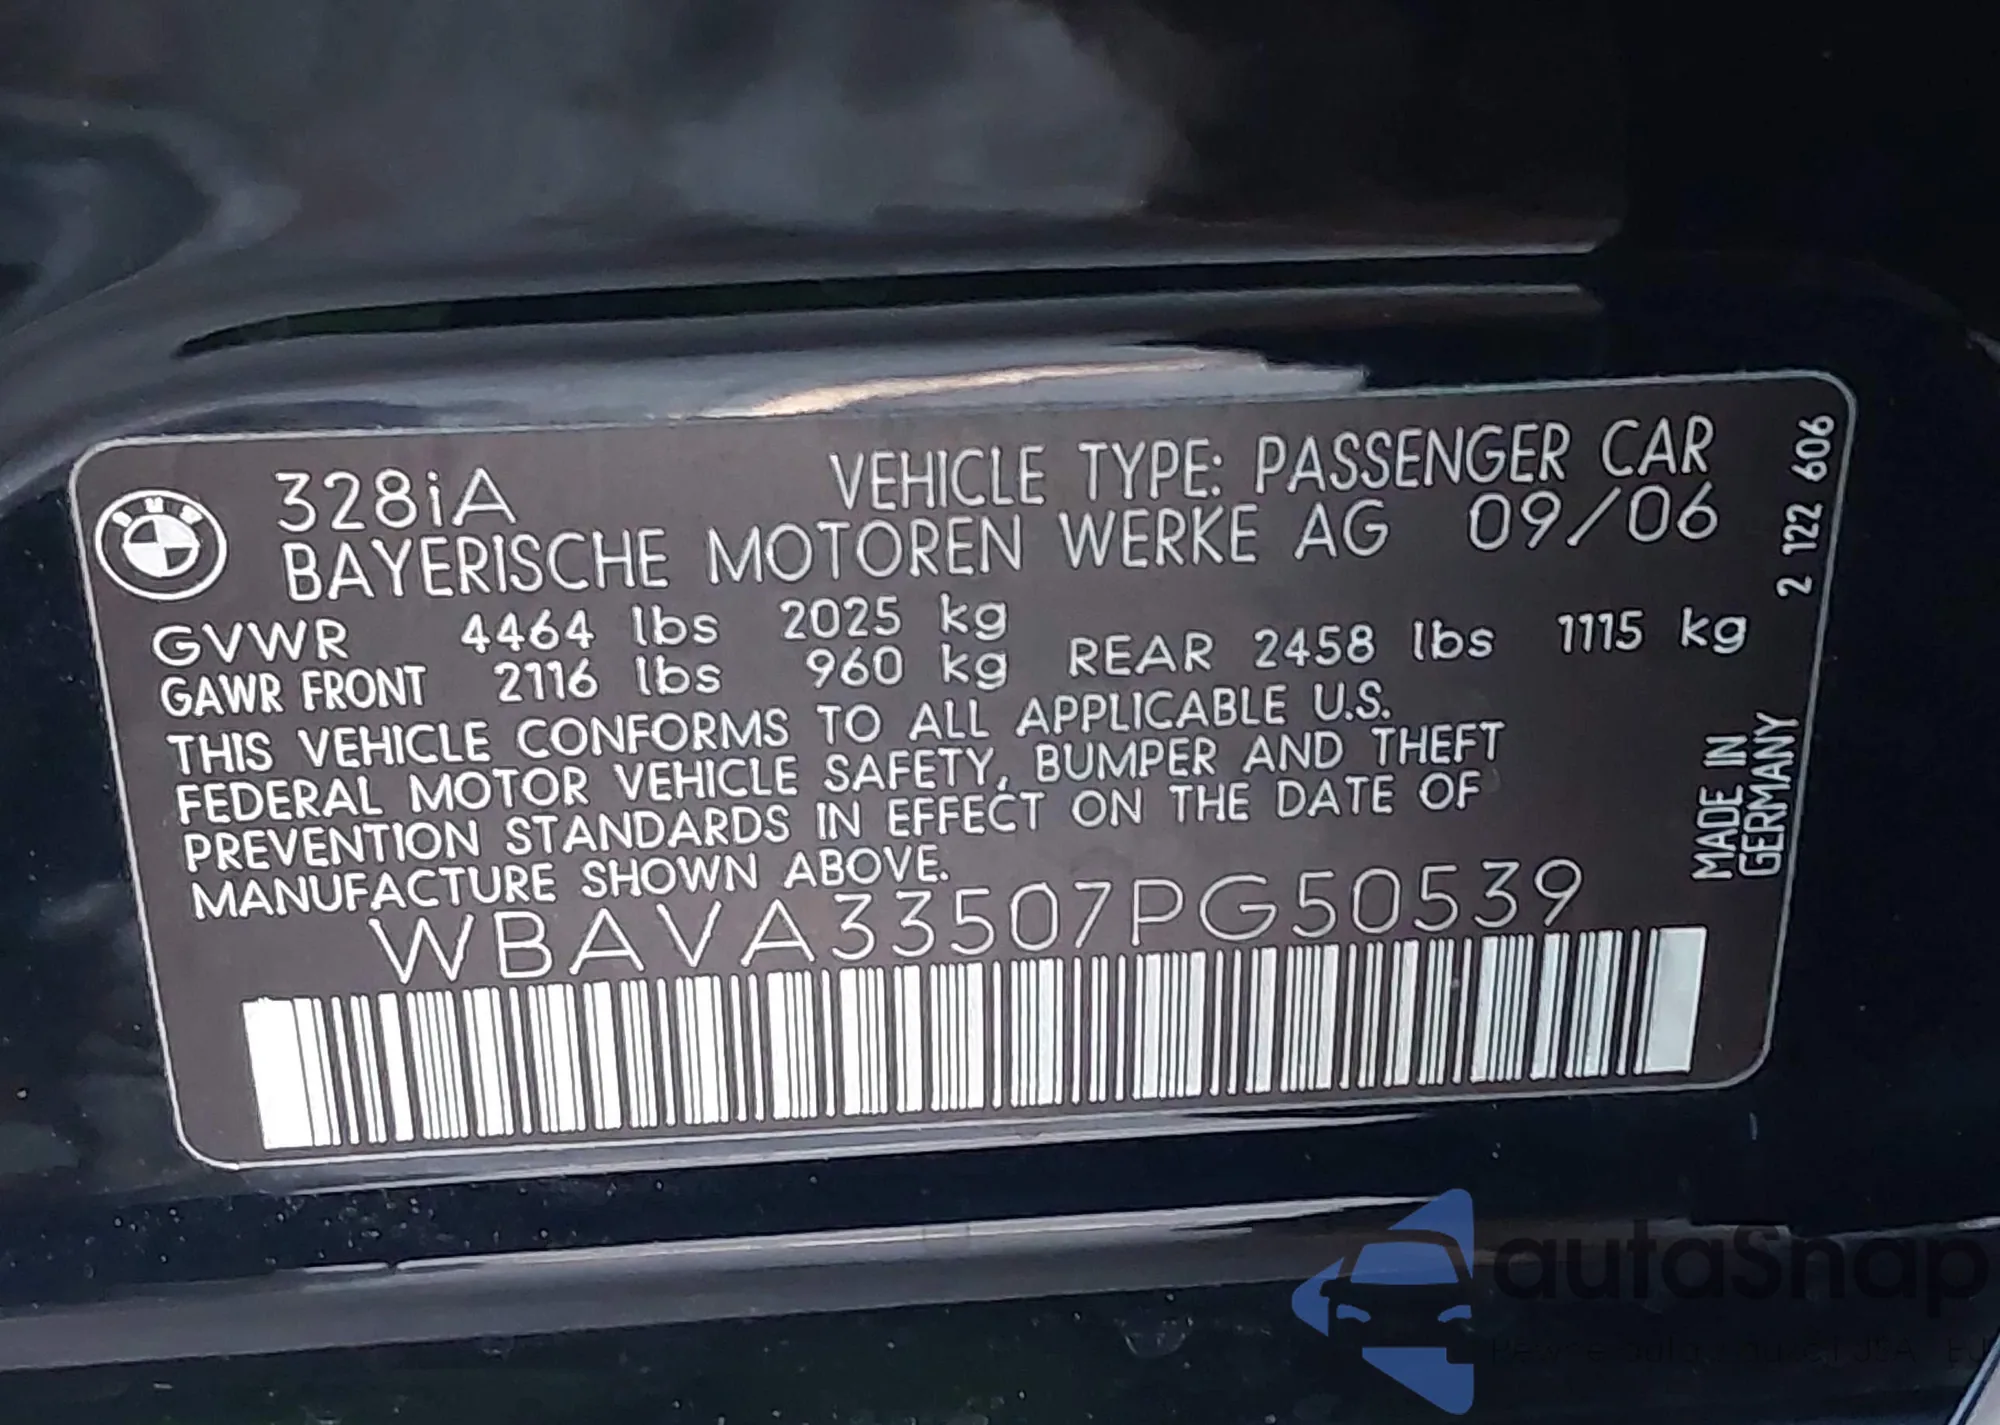 BMW
328iA
VEHICLE TYPE: PASSENGER CAR
BAYERISCHE MOTOREN WERKE AG 09/06
GVWR 4464 lbs 2025 kg
GAWR FRONT 2116 lbs 960 kg REAR 2458 lbs 1115 kg
THIS VEHICLE CONFORMS TO ALL APPLICABLE U.S.
FEDERAL MOTOR VEHICLE SAFETY, BUMPER AND THEFT
PREVENTION STANDARDS IN EFFECT ON THE DATE OF
MANUFACTURE SHOWN ABOVE.
WBAVA33507PG50539
2 122 606
MADE IN
GERMANY
autaSnap